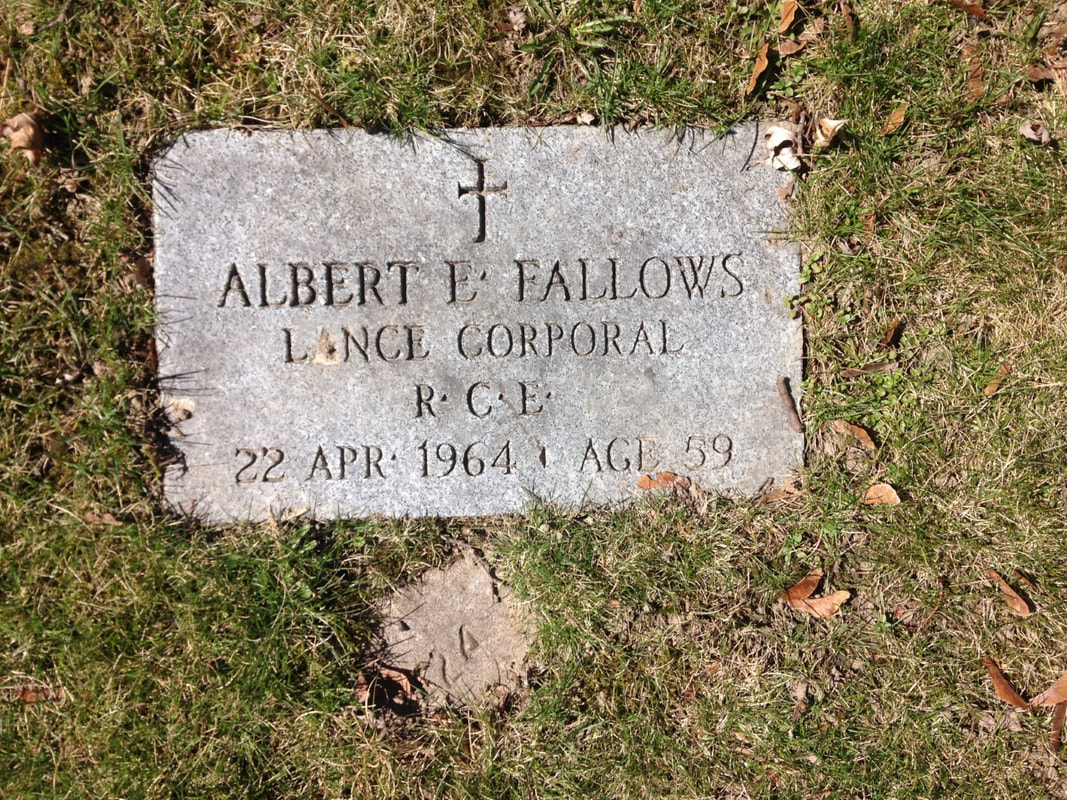 ALBERT E· FALLOWS
LANCE CORPORAL
R· C· E·
22 APR· 1964 · AGE 59